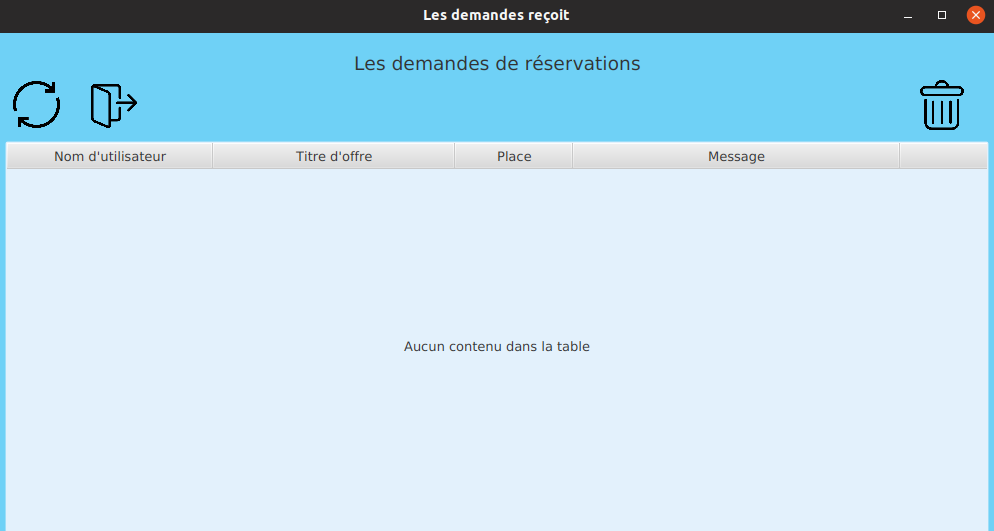 Les demandes reçoit
Les demandes de réservations
Nom d'utilisateur Titre d'offre Place Message
Aucun contenu dans la table